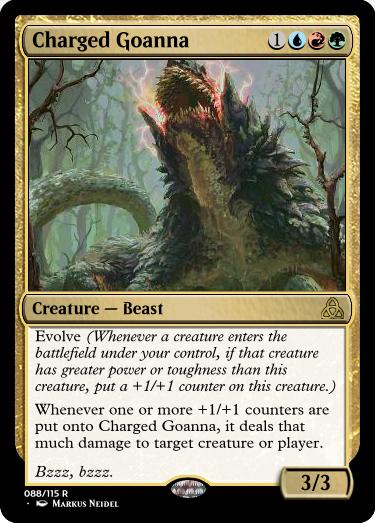 Charged Goanna 1
Creature — Beast
Evolve (Whenever a creature enters the
battlefield under your control, if that creature
has greater power or toughness than this
creature, put a +1/+1 counter on this creature.)
Whenever one or more +1/+1 counters are
put onto Charged Goanna, it deals that
much damage to target creature or player.
Bzzz, bzzz.
3/3
088/115 R
· Markus Neidel